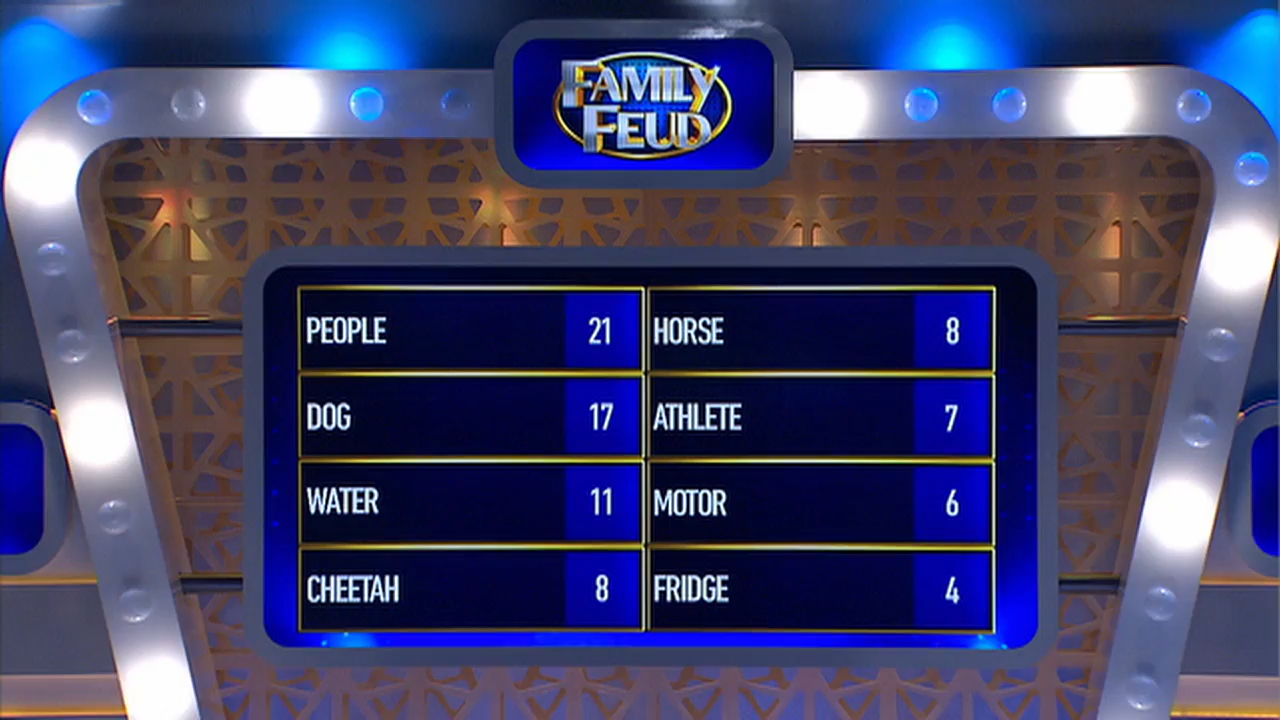 FAMILY
FEUD
PEOPLE 21
DOG 17
WATER 11
CHEETAH 8
HORSE 8
ATHLETE 7
MOTOR 6
FRIDGE 4